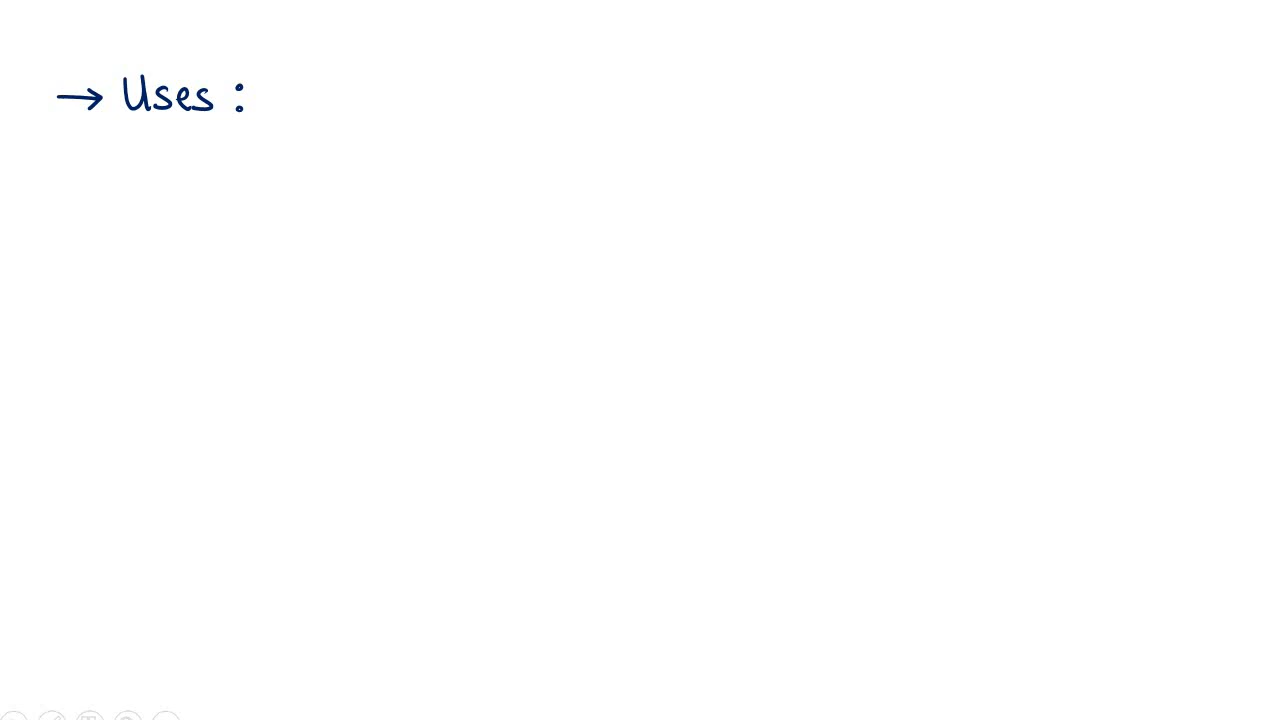 → Uses :